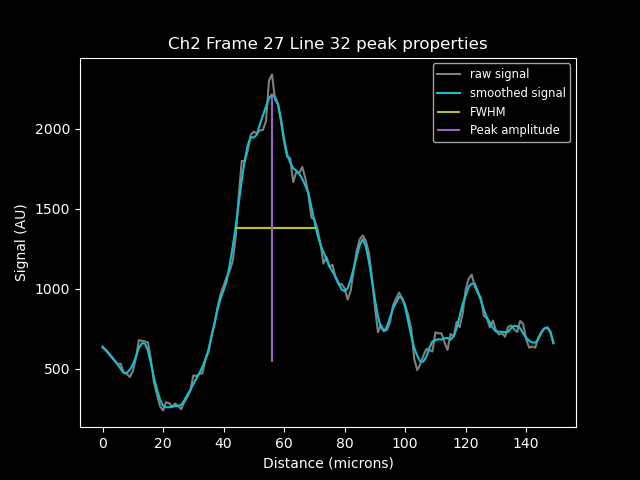 Ch2 Frame 27 Line 32 peak properties
raw signal
smoothed signal
FWHM
Peak amplitude
Signal (AU)
2000
1500
1000
500
0 20 40 60 80 100 120 140
Distance (microns)